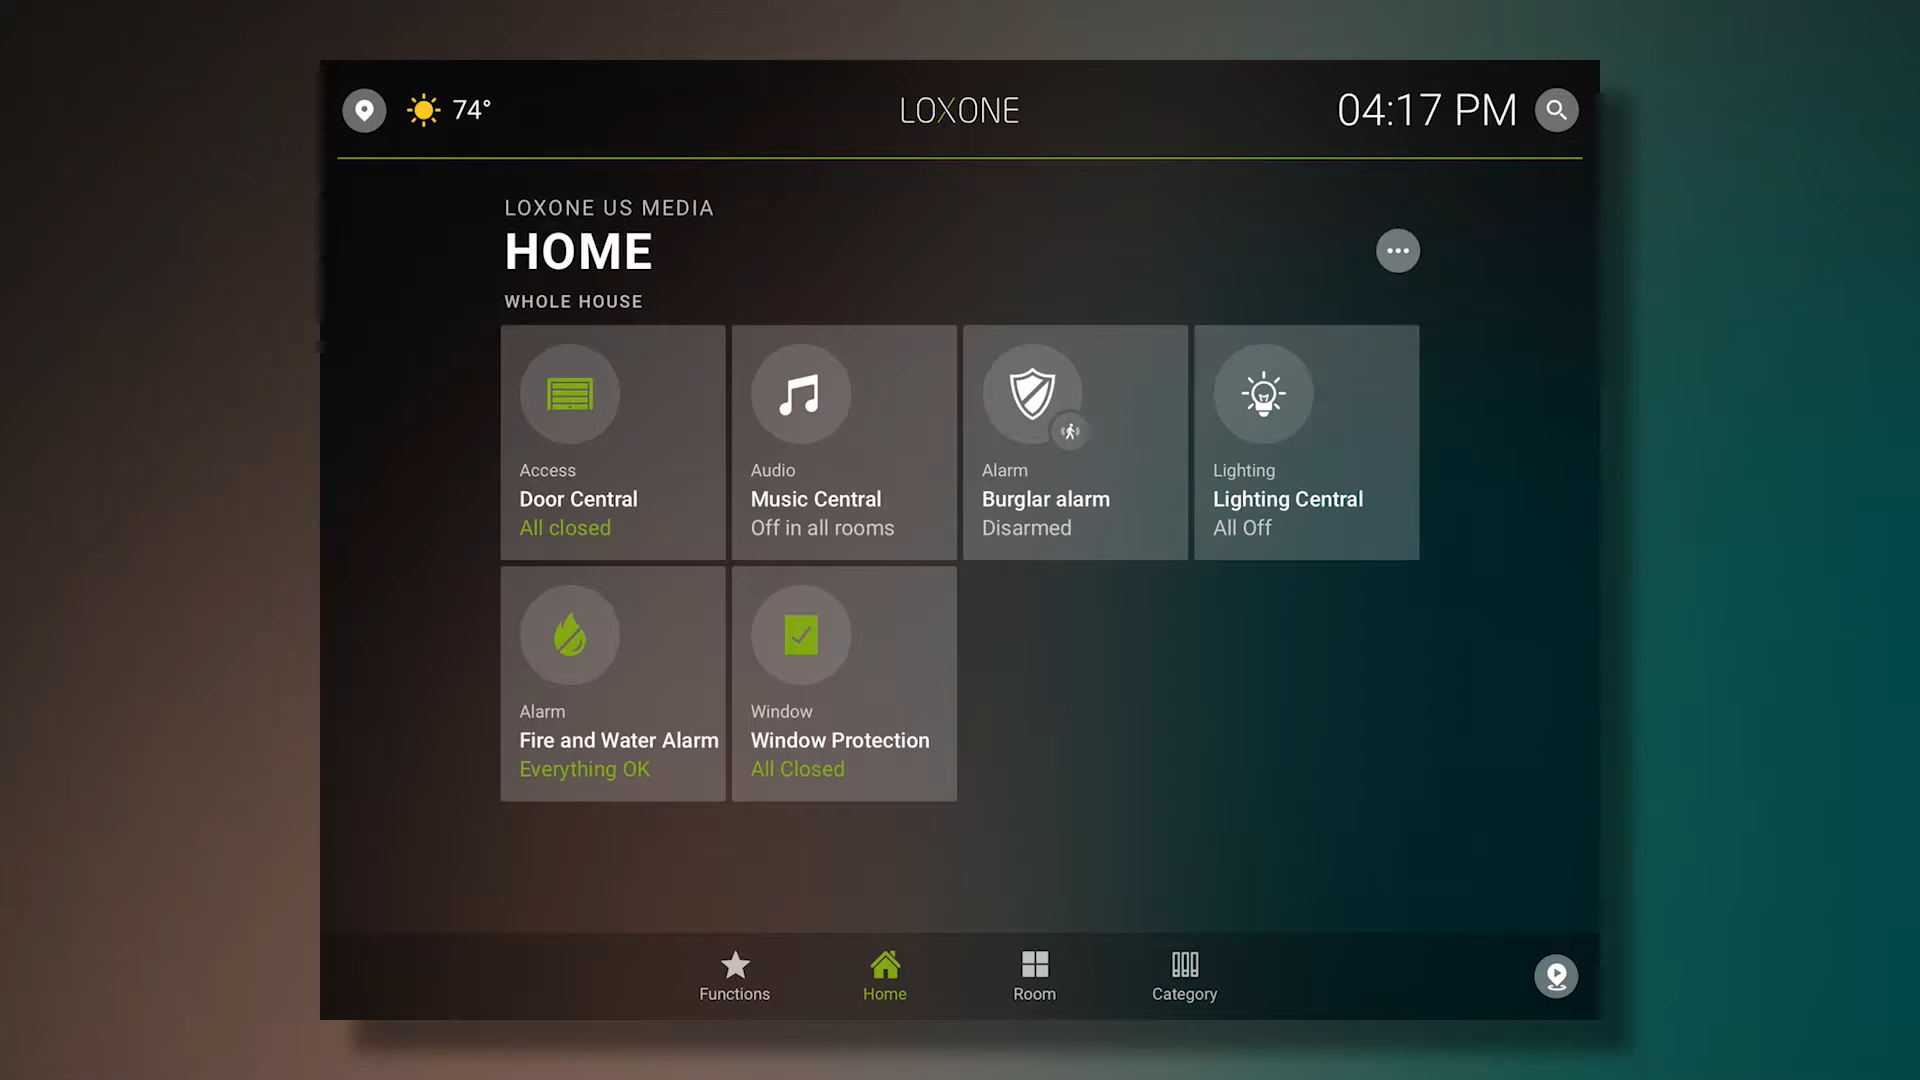 74°
LOXONE
04:17 PM
LOXONE US MEDIA
HOME
WHOLE HOUSE
Access
Door Central
All closed
Audio
Music Central
Off in all rooms
Alarm
Burglar alarm
Disarmed
Lighting
Lighting Central
All Off
Alarm
Fire and Water Alarm
Everything OK
Window
Window Protection
All Closed
Functions
Home
Room
Category